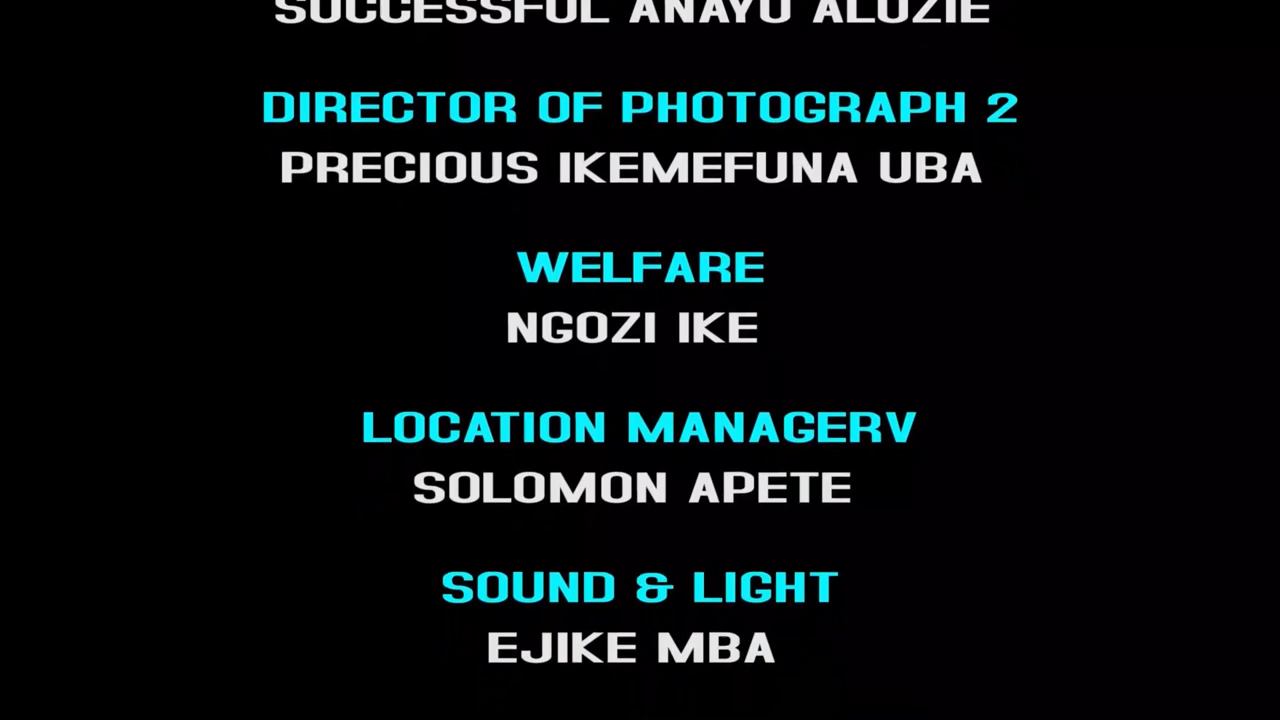 SUCCESSFUL ANAYO ALOZIE
DIRECTOR OF PHOTOGRAPH 2
PRECIOUS IKEMEFUNA UBA
WELFARE
NGOZI IKE
LOCATION MANAGERV
SOLOMON APETE
SOUND & LIGHT
EJIKE MBA